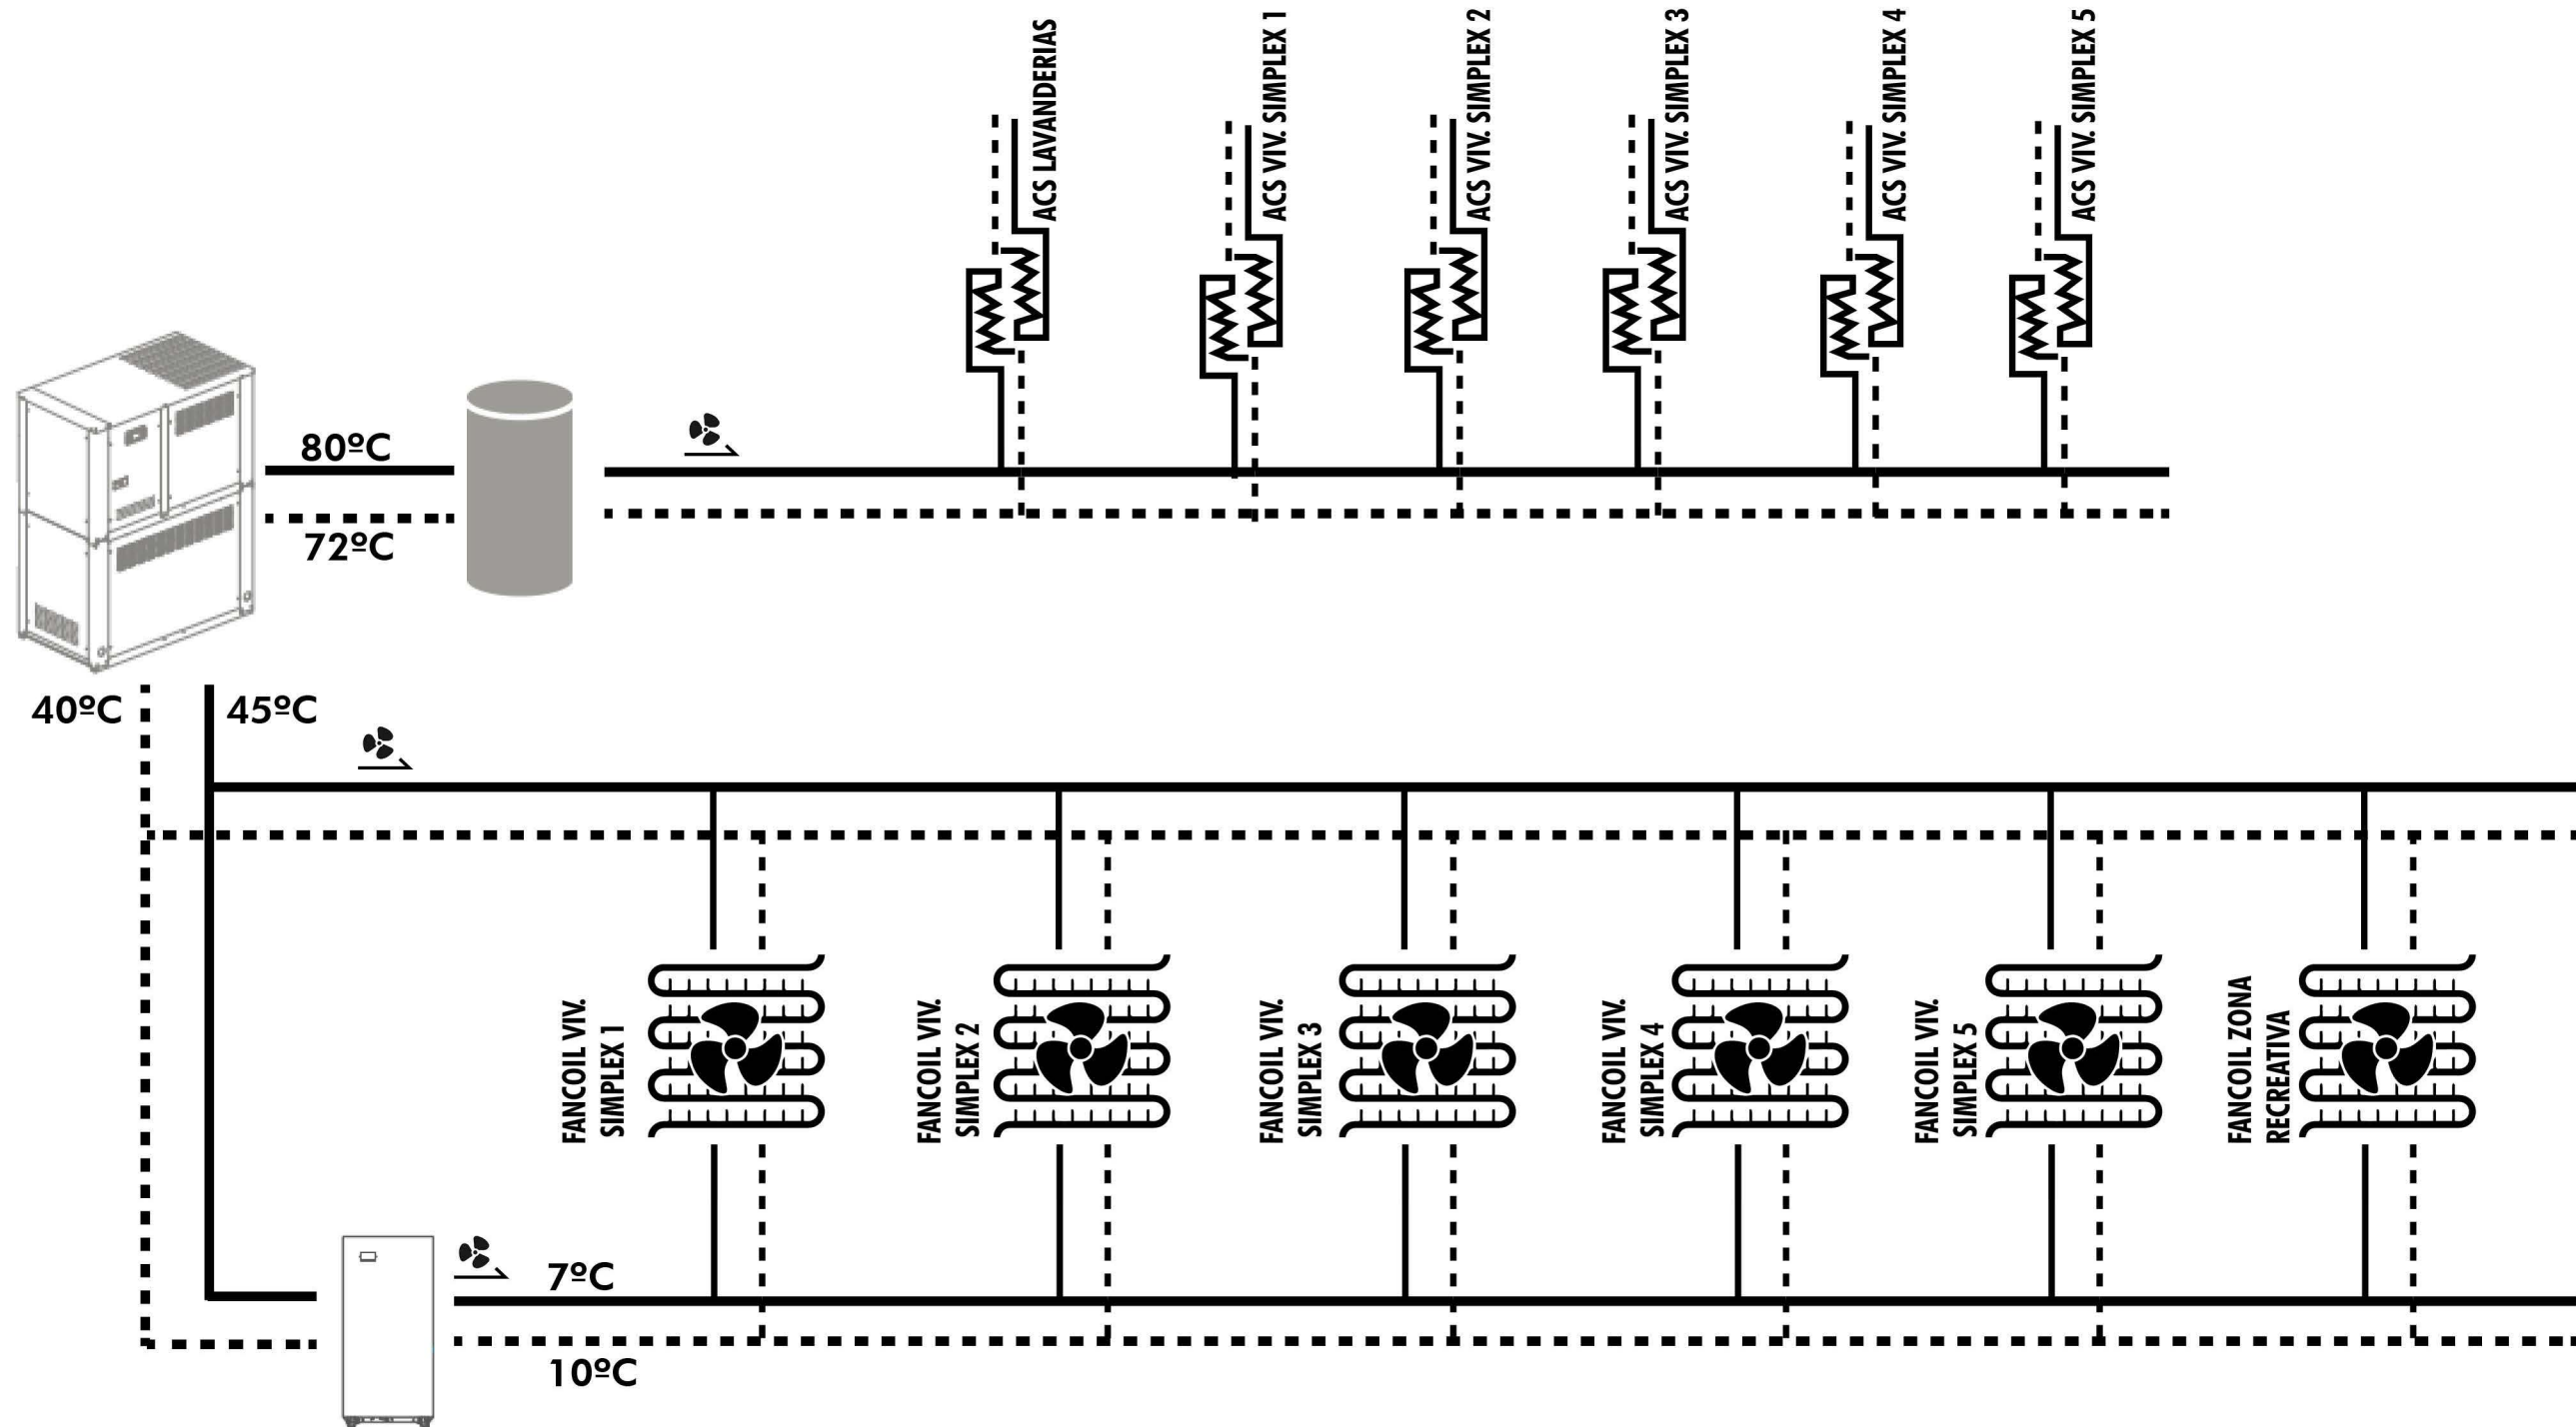 ACS LAVANDERIAS
ACS VIV. SIMPLEX 1
ACS VIV. SIMPLEX 2
ACS VIV. SIMPLEX 3
ACS VIV. SIMPLEX 4
ACS VIV. SIMPLEX 5
80ºC
72ºC
40ºC
45ºC
FANCOIL VIV.
SIMPLEX 1
FANCOIL VIV.
SIMPLEX 2
FANCOIL VIV.
SIMPLEX 3
FANCOIL VIV.
SIMPLEX 4
FANCOIL VIV.
SIMPLEX 5
FANCOIL ZONA
RECREATIVA
7ºC
10ºC